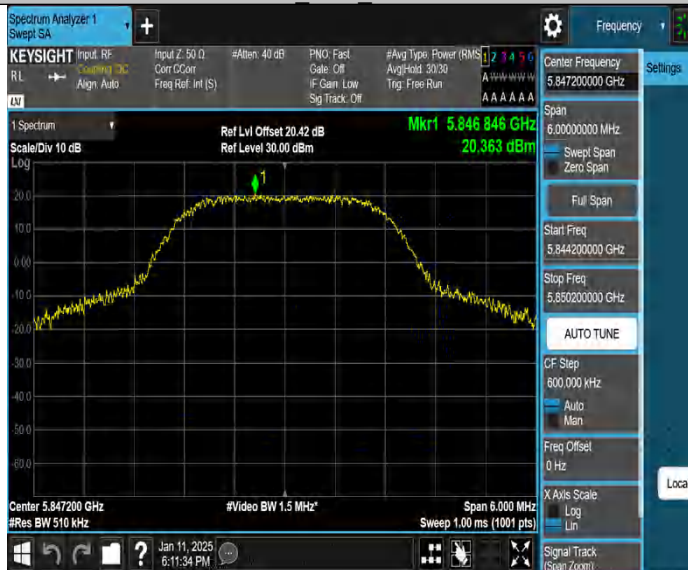 Spectrum Analyzer 1
Swept SA
Frequency
KEYSIGHT
Input: RF
Coupling: DC
Align: Auto
Input Z: 50 Ω
Corr CCorr
Freq Ref: Int (S)
#Atten: 40 dB
PNO: Fast
Gate: Off
IF Gain: Low
Sig Track: Off
#Avg Type: Power (RMS)
Avg|Hold: 30/30
Trig: Free Run
1 2 3 4 5 6
A W W W W W
A A A A A A
RL
LXI
1 Spectrum
Scale/Div 10 dB
Log
Ref Lvl Offset 20.42 dB
Ref Level 30.00 dBm
Mkr1 5.846 846 GHz
20.363 dBm
1
20.0
10.0
0.00
-10.0
-20.0
-30.0
-40.0
-50.0
-60.0
Center 5.847200 GHz
#Res BW 510 kHz
#Video BW 1.5 MHz*
Span 6.000 MHz
Sweep 1.00 ms (1001 pts)
Jan 11, 2025
6:11:34 PM
Center Frequency
5.847200000 GHz
Settings
Span
6.00000000 MHz
Swept Span
Zero Span
Full Span
Start Freq
5.844200000 GHz
Stop Freq
5.850200000 GHz
AUTO TUNE
CF Step
600.000 kHz
Auto
Man
Freq Offset
0 Hz
X Axis Scale
Log
Lin
Signal Track
(Span Zoom)
Loca